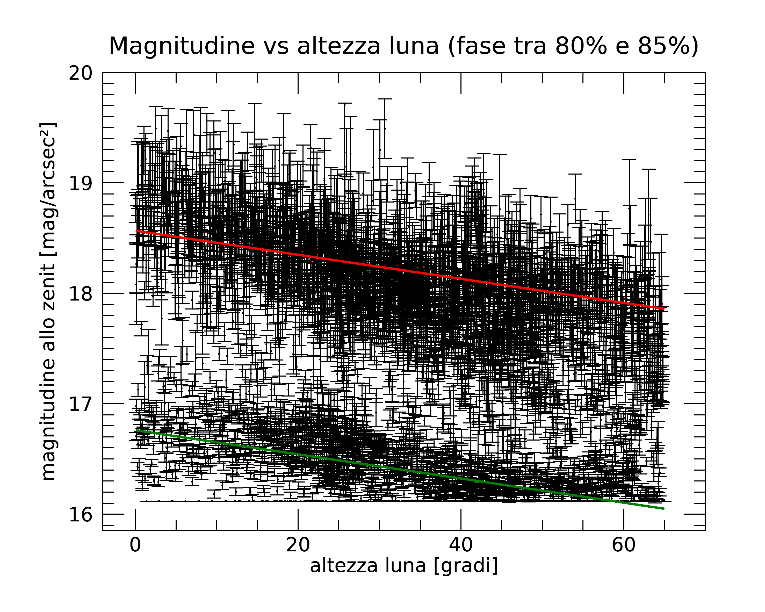 Magnitudine vs altezza luna (fase tra 80% e 85%)
magnitudine allo zenit [mag/arcsec²]
20
19
18
17
16
0 20 40 60
altezza luna [gradi]